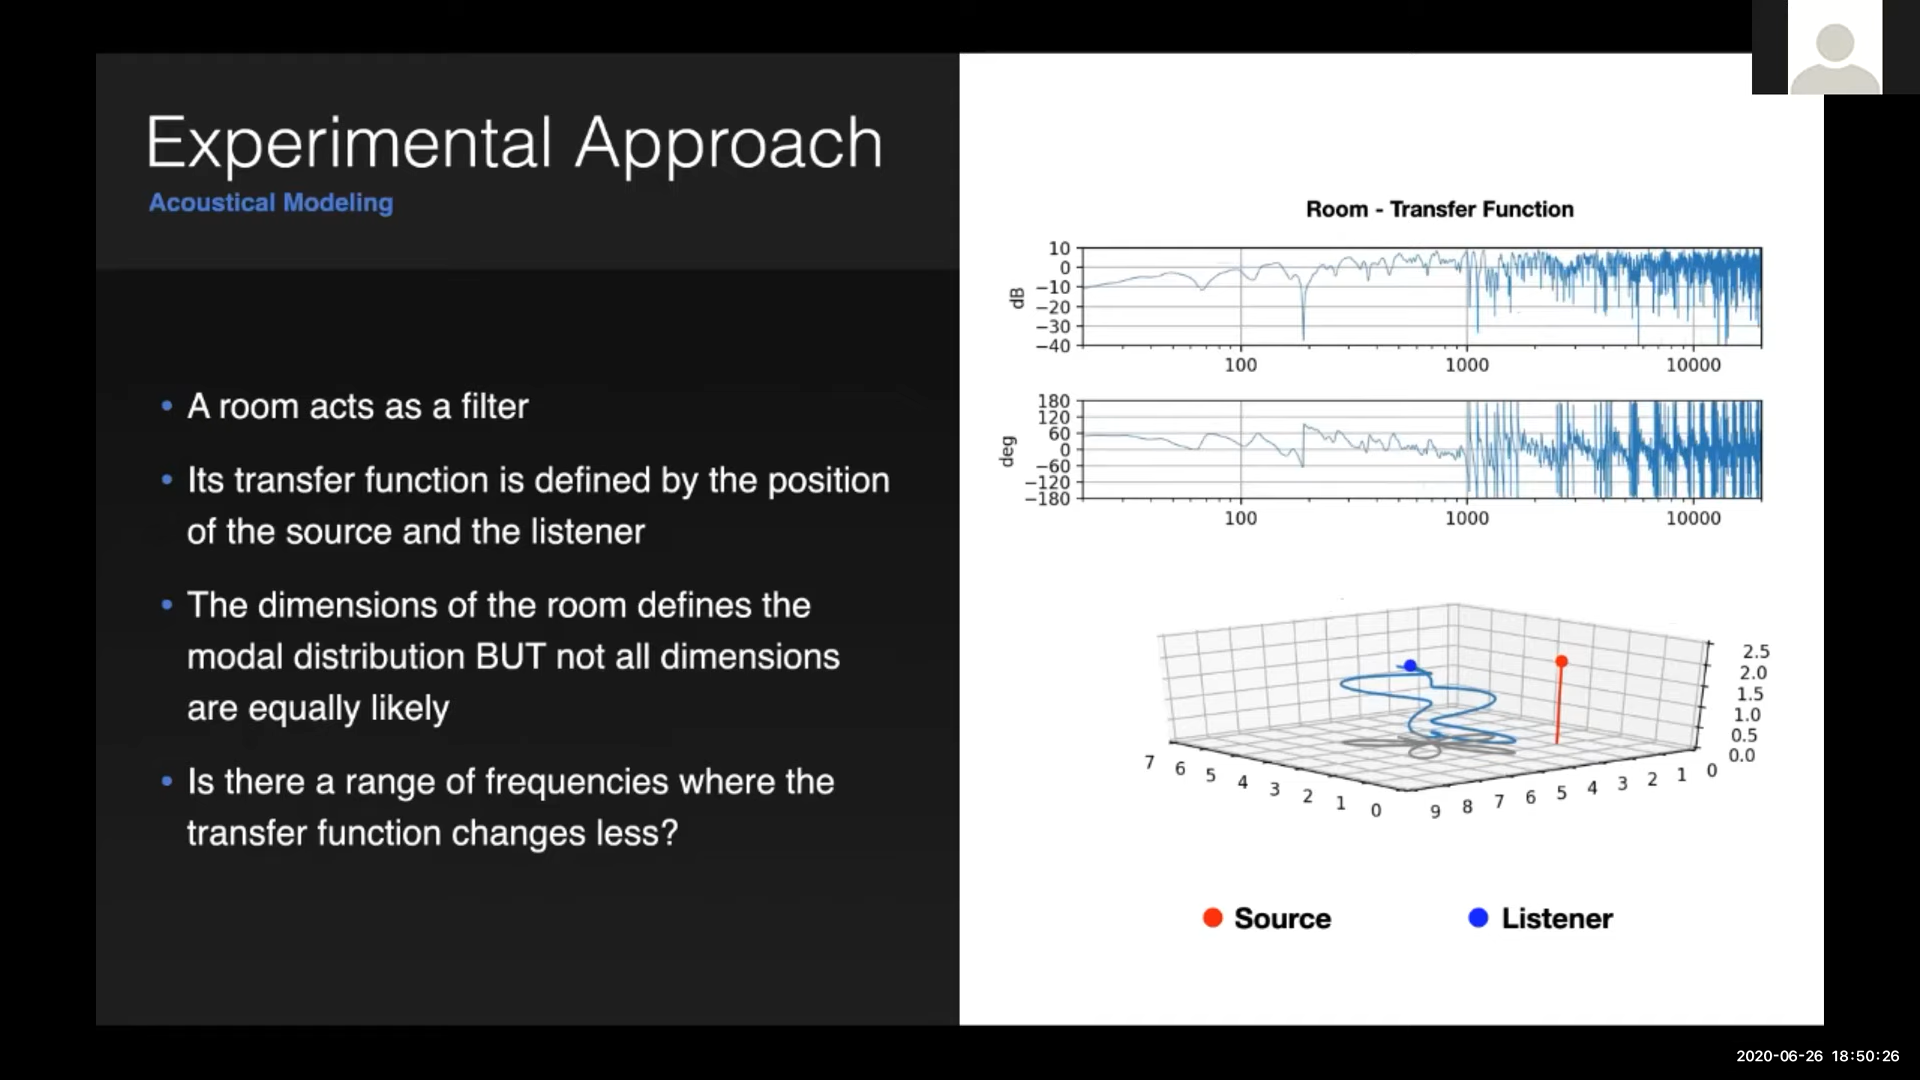 Experimental Approach
Acoustical Modeling
• A room acts as a filter
• Its transfer function is defined by the position
of the source and the listener
• The dimensions of the room defines the
modal distribution BUT not all dimensions
are equally likely
• Is there a range of frequencies where the
transfer function changes less?
Room - Transfer Function
10
0
−10
−20
−30
−40
dB
100 1000 10000
180
120
60
0
−60
−120
−180
deg
100 1000 10000
2.5
2.0
1.5
1.0
0.5
0.0
7 6 5 4 3 2 1 0
9 8 7 6 5 4 3 2 1 0
Source Listener
2020-06-26 18:50:26